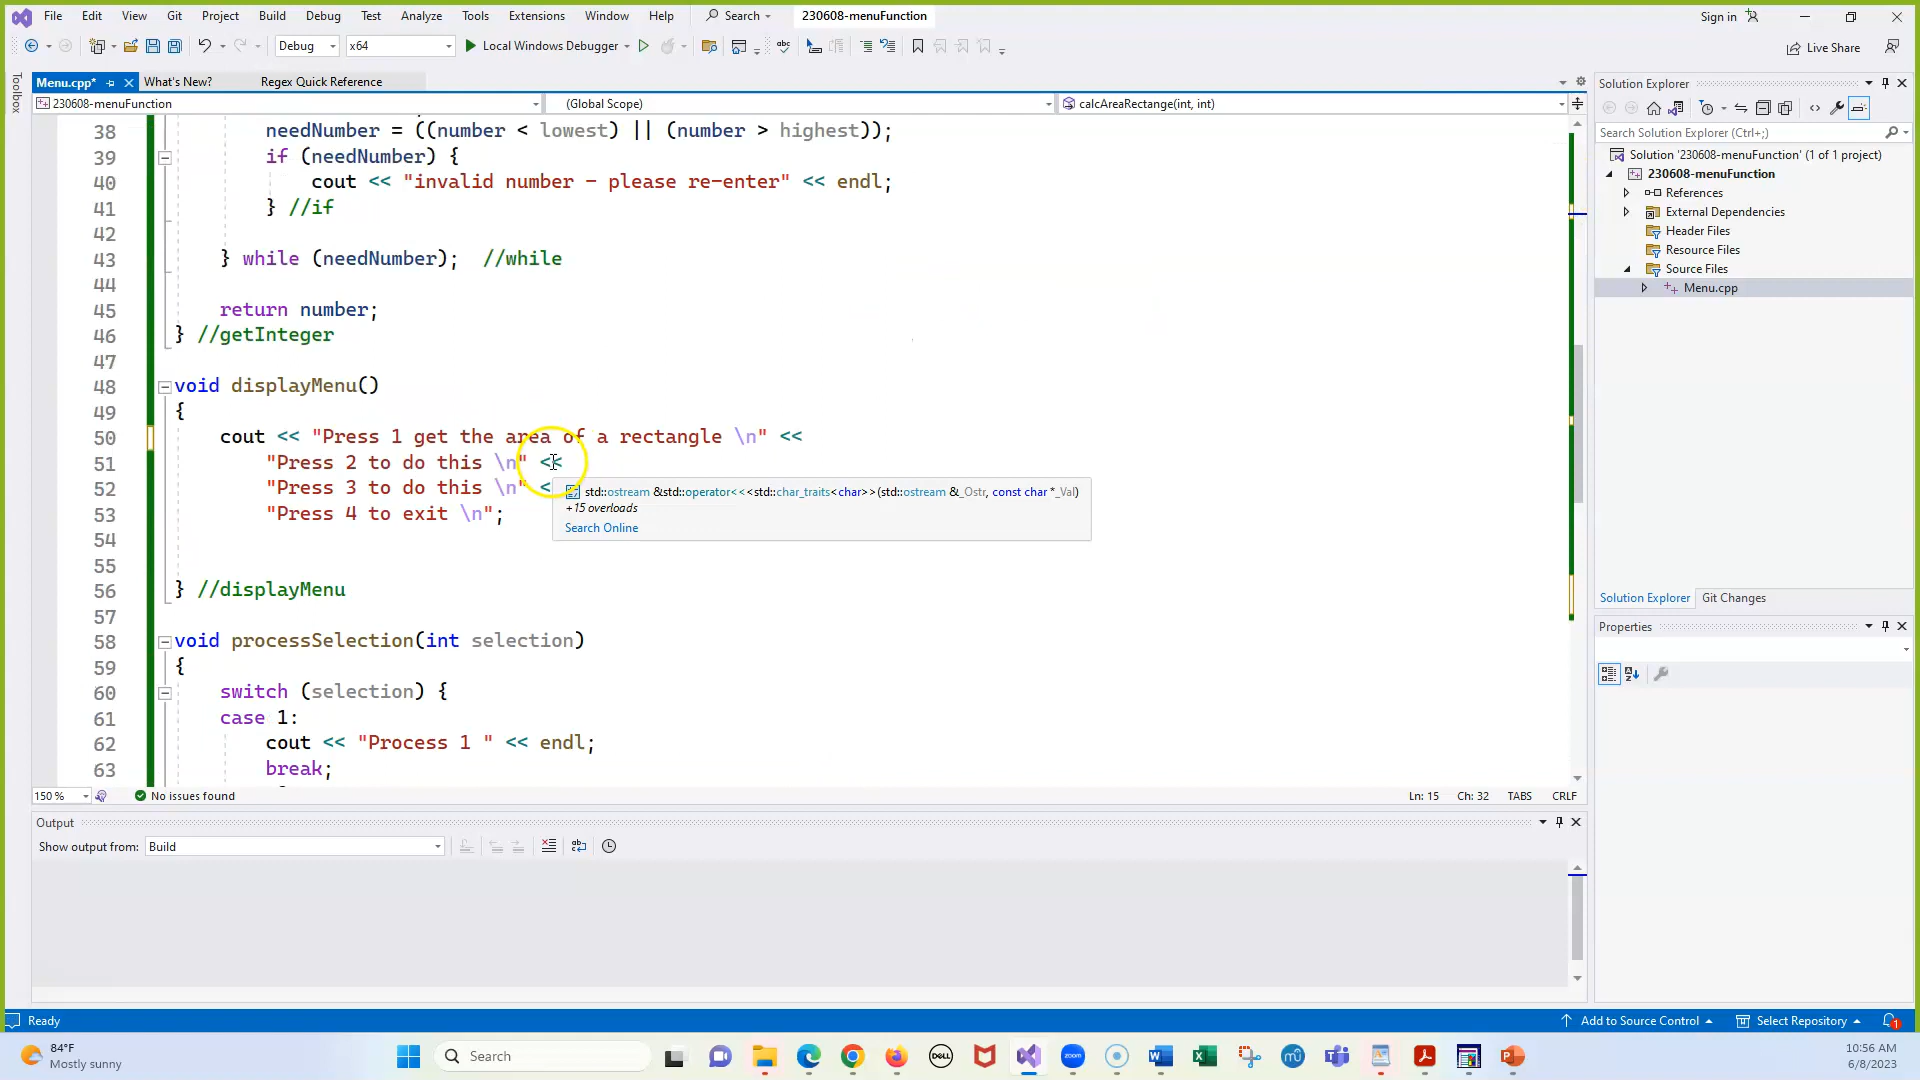 File Edit View Git Project Build Debug Test Analyze Tools Extensions Window Help Search 230608-menuFunction Sign in
Debug x64 Local Windows Debugger Live Share
Toolbox
Menu.cpp* What's New? Regex Quick Reference
230608-menuFunction (Global Scope) calcAreaRectange(int, int)
38 needNumber = ((number < lowest) || (number > highest));
39 if (needNumber) {
40 cout << "invalid number - please re-enter" << endl;
41 } //if
42
43 } while (needNumber); //while
44
45 return number;
46 } //getInteger
47
48 void displayMenu()
49 {
50 cout << "Press 1 get the area of a rectangle \n" <<
51 "Press 2 to do this \n" <<
52 "Press 3 to do this \n" <
53 "Press 4 to exit \n";
54
55
56 } //displayMenu
57
58 void processSelection(int selection)
59 {
60 switch (selection) {
61 case 1:
62 cout << "Process 1 " << endl;
63 break;
std::ostream &std::operator<<<std::char_traits<char>>(std::ostream &_Ostr, const char *_Val)
+15 overloads
Search Online
150 % No issues found Ln: 15 Ch: 32 TABS CRLF
Output
Show output from: Build
Solution Explorer
Search Solution Explorer (Ctrl+;)
Solution '230608-menuFunction' (1 of 1 project)
230608-menuFunction
References
External Dependencies
Header Files
Resource Files
Source Files
Menu.cpp
Solution Explorer Git Changes
Properties
Ready Add to Source Control Select Repository 1
84°F
Mostly sunny
Search
DELL
zoom
10:56 AM
6/8/2023